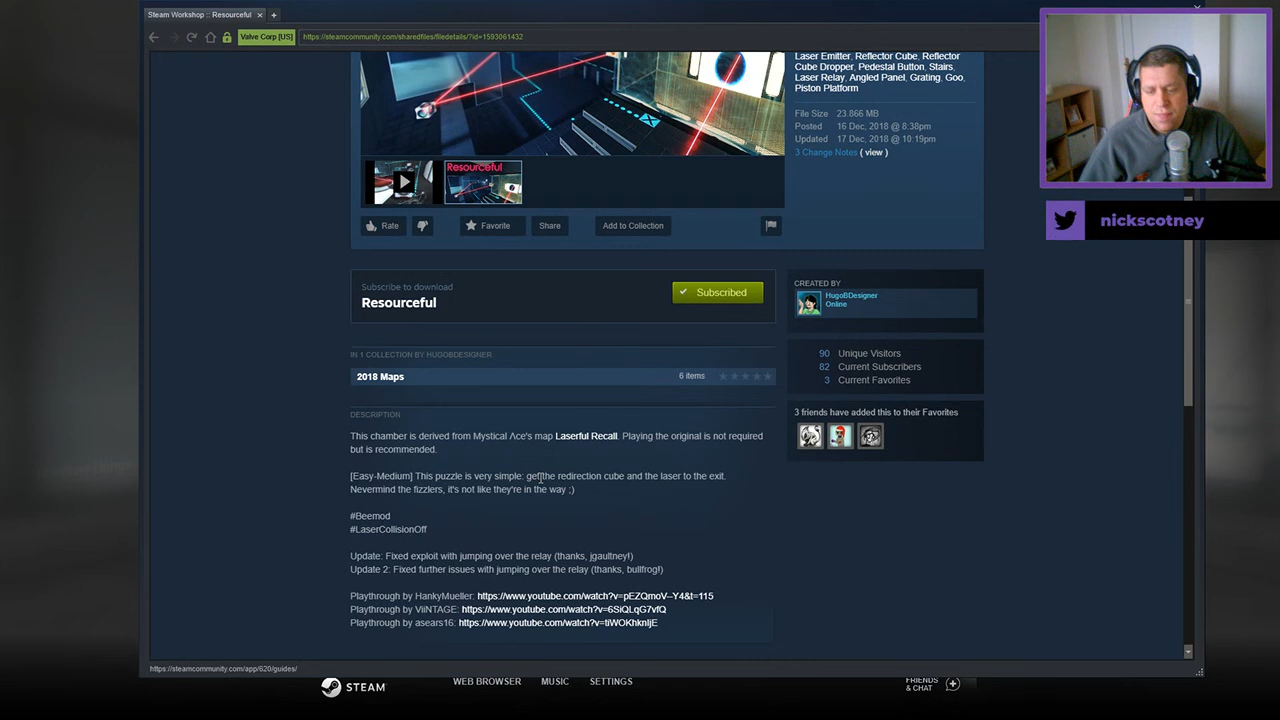 Steam Workshop :: Resourceful
Valve Corp [US]
https://steamcommunity.com/sharedfiles/filedetails/?id=1593061432
Laser Emitter, Reflector Cube, Reflector
Cube Dropper, Pedestal Button, Stairs,
Laser Relay, Angled Panel, Grating, Goo,
Piston Platform
File Size 23.866 MB
Posted 16 Dec, 2018 @ 8:38pm
Updated 17 Dec, 2018 @ 10:19pm
3 Change Notes ( view )
Resourceful
Rate
Favorite
Share
Add to Collection
nickscotney
Subscribe to download
Resourceful
Subscribed
CREATED BY
HugoBDesigner
Online
IN 1 COLLECTION BY HUGOBDESIGNER
2018 Maps
6 items
90 Unique Visitors
82 Current Subscribers
3 Current Favorites
3 friends have added this to their Favorites
DESCRIPTION
This chamber is derived from Mystical Λce's map Laserful Recall. Playing the original is not required
but is recommended.
[Easy-Medium] This puzzle is very simple: get the redirection cube and the laser to the exit.
Nevermind the fizzlers, it's not like they're in the way ;)
#Beemod
#LaserCollisionOff
Update: Fixed exploit with jumping over the relay (thanks, jgaultney!)
Update 2: Fixed further issues with jumping over the relay (thanks, bullfrog!)
Playthrough by HankyMueller: https://www.youtube.com/watch?v=pEZQmoV--Y4&t=115
Playthrough by ViiNTAGE: https://www.youtube.com/watch?v=6SiQLqG7vfQ
Playthrough by asears16: https://www.youtube.com/watch?v=tiWOKhknIjE
https://steamcommunity.com/app/620/guides/
STEAM
WEB BROWSER
MUSIC
SETTINGS
FRIENDS
& CHAT